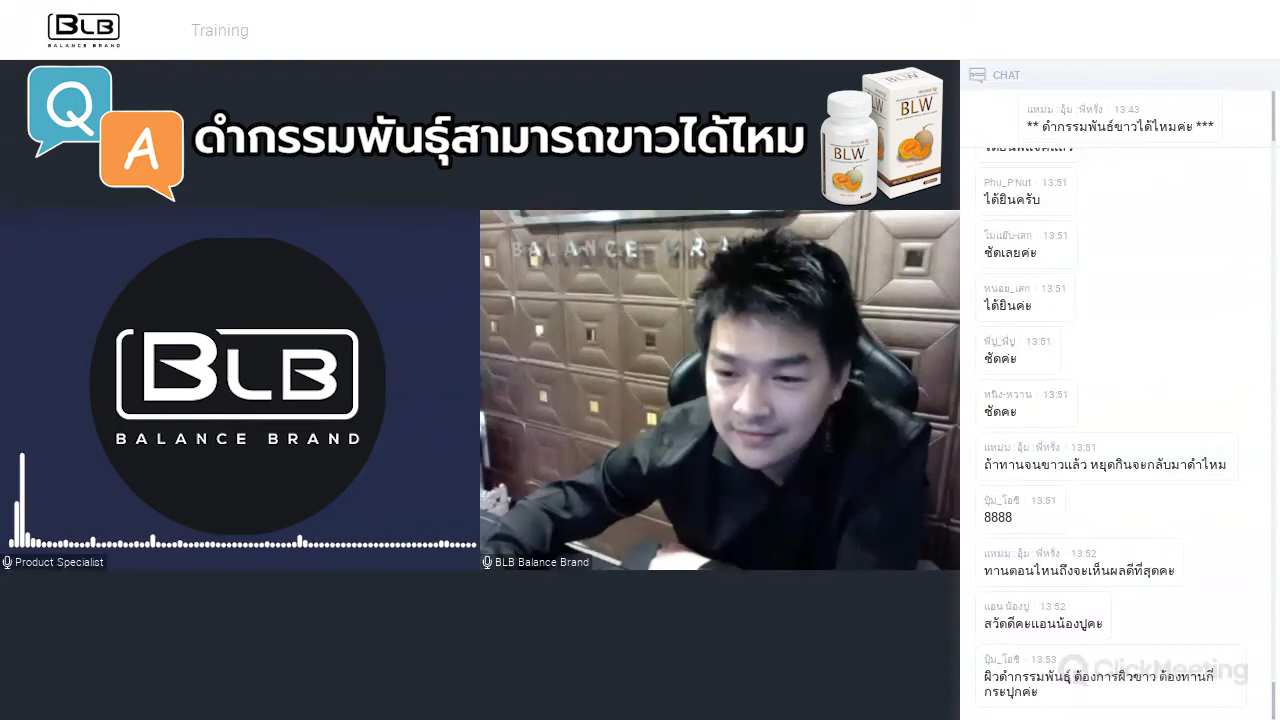 BLB
BALANCE BRAND
Training
Q
A
ดำกรรมพันธุ์สามารถขาวได้ไหม
BLW
BLW
BALANCE BRA
BLB
BALANCE BRAND
Product Specialist
BLB Balance Brand
CHAT
แหมม : อุ้ม : พี่หรั่ง 13:43
** ดำกรรมพันธ์ขาวได้ไหมค่ะ ***
Phu_P'Nut 13:51
ได้ยินครับ
โมแย๊บ-เสก 13:51
ชัดเลยค่ะ
หน่อย_เสก 13:51
ได้ยินค่ะ
พี่ปู_พี่ปู 13:51
ชัดค่ะ
หนิง-หวาน 13:51
ชัดคะ
แหมม : อุ้ม : พี่หรั่ง 13:51
ถ้าทานจนขาวแล้ว หยุดกินจะกลับมาดำไหม
ปุ้ม_โอชิ 13:51
8888
แหมม : อุ้ม : พี่หรั่ง 13:52
ทานตอนไหนถึงจะเห็นผลดีที่สุดคะ
แอน น้องปู 13:52
สวัดดีคะแอนน้องปูคะ
ปุ้ม_โอชิ 13:53
ผิวดำกรรมพันธุ์ ต้องการผิวขาว ต้องทานกี่
กระปุกค่ะ
ClickMeeting